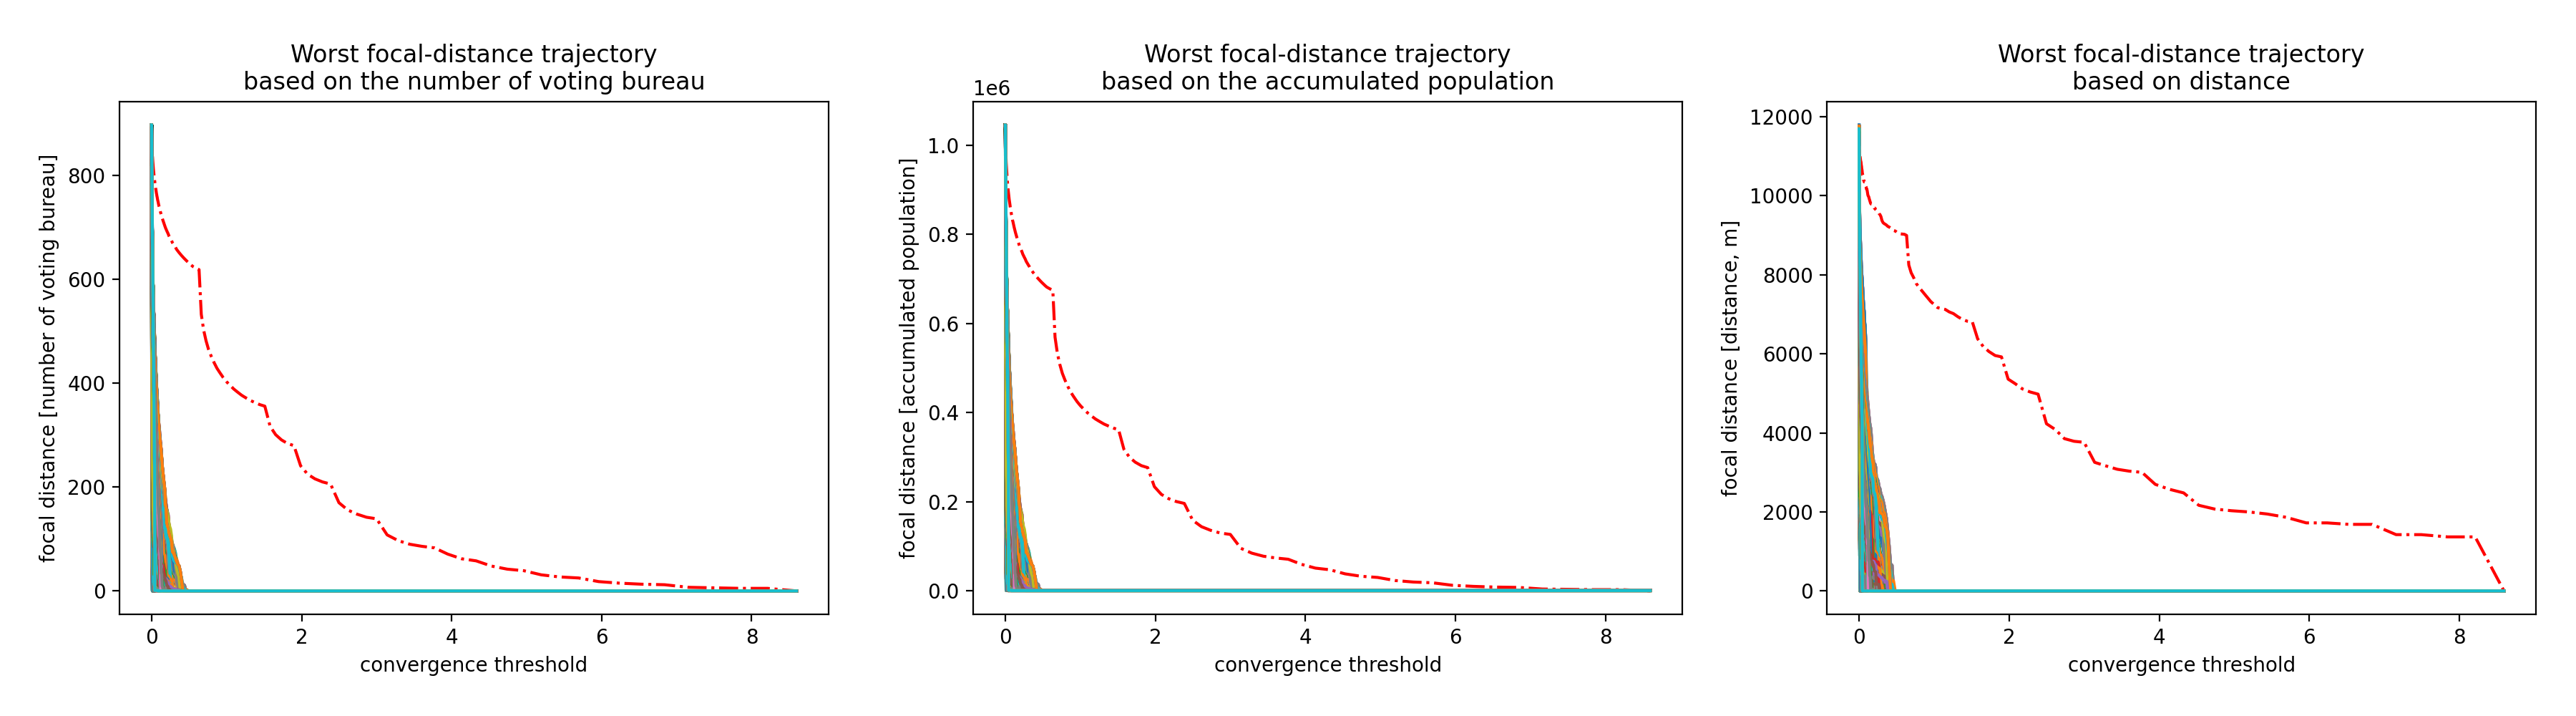 Worst focal-distance trajectory
based on the number of voting bureau
focal distance [number of voting bureau]
800
600
400
200
0
0 2 4 6 8
convergence threshold
Worst focal-distance trajectory
based on the accumulated population
1e6
focal distance [accumulated population]
1.0
0.8
0.6
0.4
0.2
0.0
0 2 4 6 8
convergence threshold
Worst focal-distance trajectory
based on distance
focal distance [distance, m]
12000
10000
8000
6000
4000
2000
0
0 2 4 6 8
convergence threshold